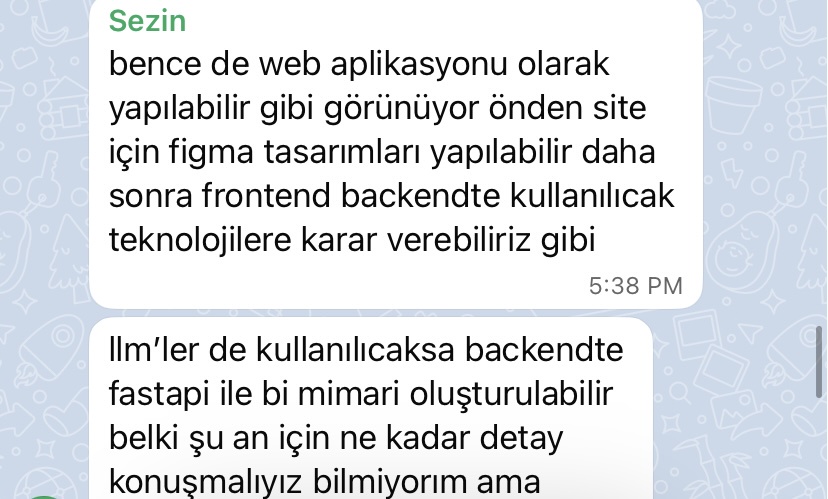 Sezin
bence de web aplikasyonu olarak
yapılabilir gibi görünüyor önden site
için figma tasarımları yapılabilir daha
sonra frontend backendte kullanılıcak
teknolojilere karar verebiliriz gibi
5:38 PM
llm’ler de kullanılıcaksa backendte
fastapi ile bi mimari oluşturulabilir
belki şu an için ne kadar detay
konuşmalıyız bilmiyorım ama